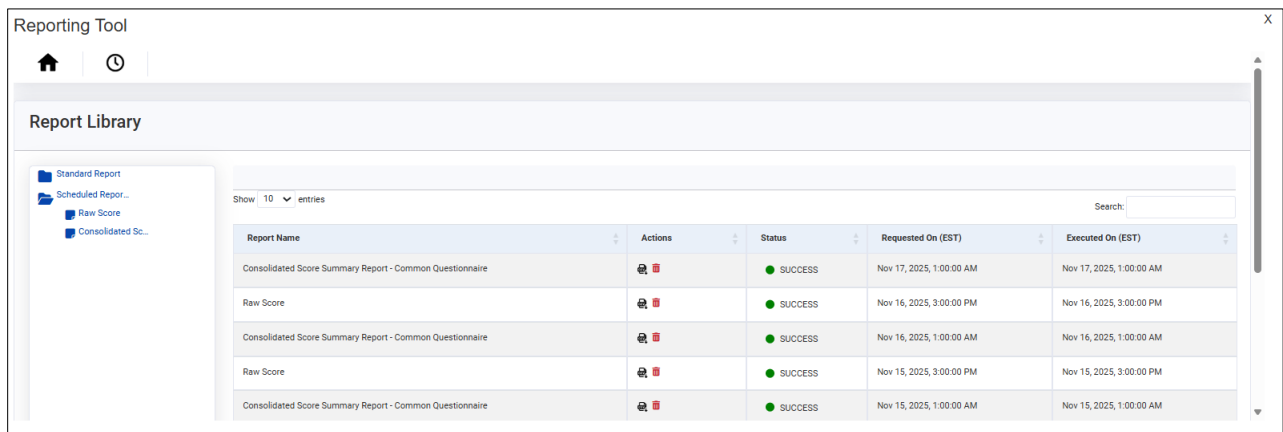 Reporting Tool
X
Report Library
Standard Report
Scheduled Repor...
Raw Score
Consolidated Sc...
Show 10 entries
Search:
Report Name Actions Status Requested On (EST) Executed On (EST)
Consolidated Score Summary Report - Common Questionnaire SUCCESS Nov 17, 2025, 1:00:00 AM Nov 17, 2025, 1:00:00 AM
Raw Score SUCCESS Nov 16, 2025, 3:00:00 PM Nov 16, 2025, 3:00:00 PM
Consolidated Score Summary Report - Common Questionnaire SUCCESS Nov 16, 2025, 1:00:00 AM Nov 16, 2025, 1:00:00 AM
Raw Score SUCCESS Nov 15, 2025, 3:00:00 PM Nov 15, 2025, 3:00:00 PM
Consolidated Score Summary Report - Common Questionnaire SUCCESS Nov 15, 2025, 1:00:00 AM Nov 15, 2025, 1:00:00 AM